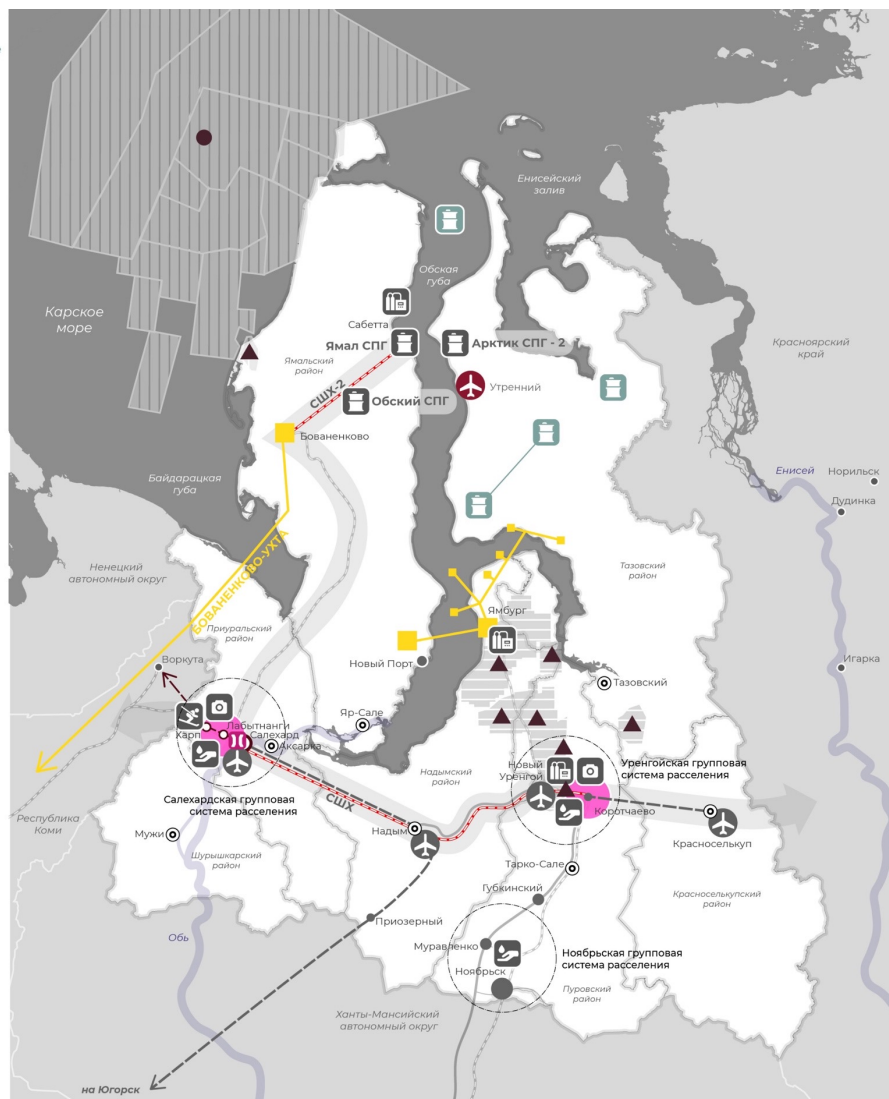 Енисейский
залив
Обская
губа
Карское
море
Сабетта
Ямал СПГ
Арктик СПГ - 2
Красноярский
край
Ямальский
район
СШХ-2
Утренний
Обский СПГ
Бованенково
Байдарацкая
губа
Енисей
Норильск
Дудинка
БОВАНЕНКОВО-УХТА
Ненецкий
автономный округ
Тазовский
район
Приуральский
район
Ямбург
Воркута
Новый Порт
Игарка
Тазовский
Яр-Сале
Лабытнанги
Харп
Салехард
Аксарка
Надымский
район
Новый
Уренгой
Уренгойская групповая
система расселения
Салехардская групповая
система расселения
СШХ
Коротчаево
Республика
Коми
Надым
Красноселькуп
Мужи
Шурышкарский
район
Тарко-Сале
Губкинский
Красноселькупский
район
Приозерный
Обь
Муравленко
Ноябрьская групповая
система расселения
Ноябрьск
Пуровский
район
Ханты-Мансийский
автономный округ
на Югорск